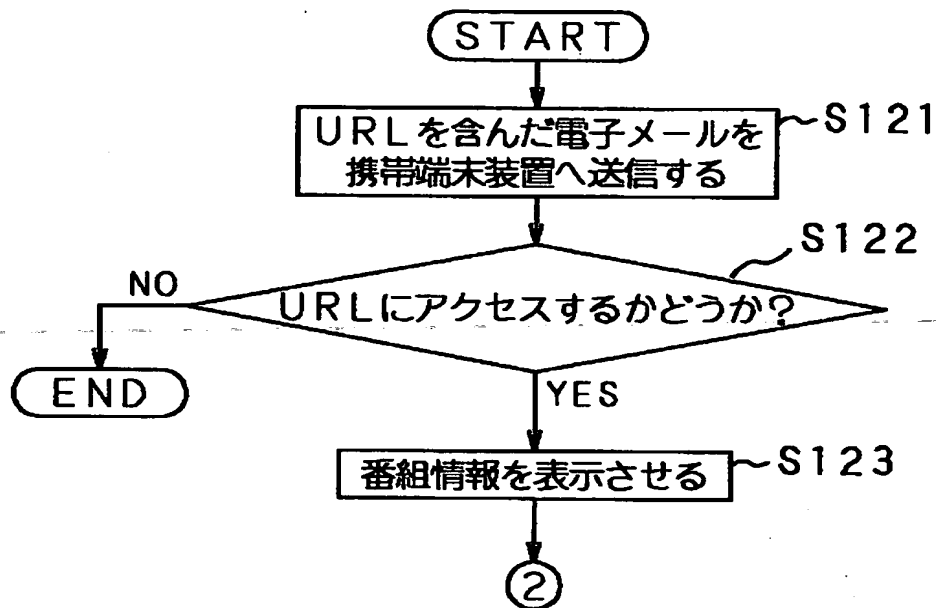 START
URLを含んだ電子メールを
携帯端末装置へ送信する
S121
S122
URLにアクセスするかどうか?
NO
END
YES
番組情報を表示させる
S123
2